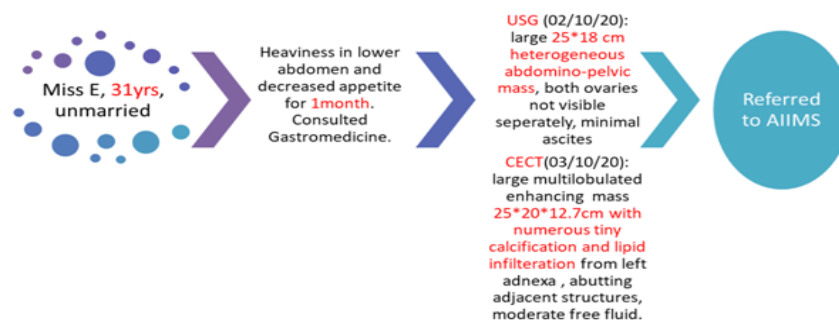 Miss E, 31yrs,
unmarried
Heaviness in lower
abdomen and
decreased appetite
for 1month.
Consulted
Gastromedicine.
USG (02/10/20):
large 25*18 cm
heterogeneous
abdomino-pelvic
mass, both ovaries
not visible
seperately, minimal
ascites
CECT(03/10/20):
large multilobulated
enhancing mass
25*20*12.7cm with
numerous tiny
calcification and lipid
infilteration from left
adnexa , abutting
adjacent structures,
moderate free fluid.
Referred
to AIIMS